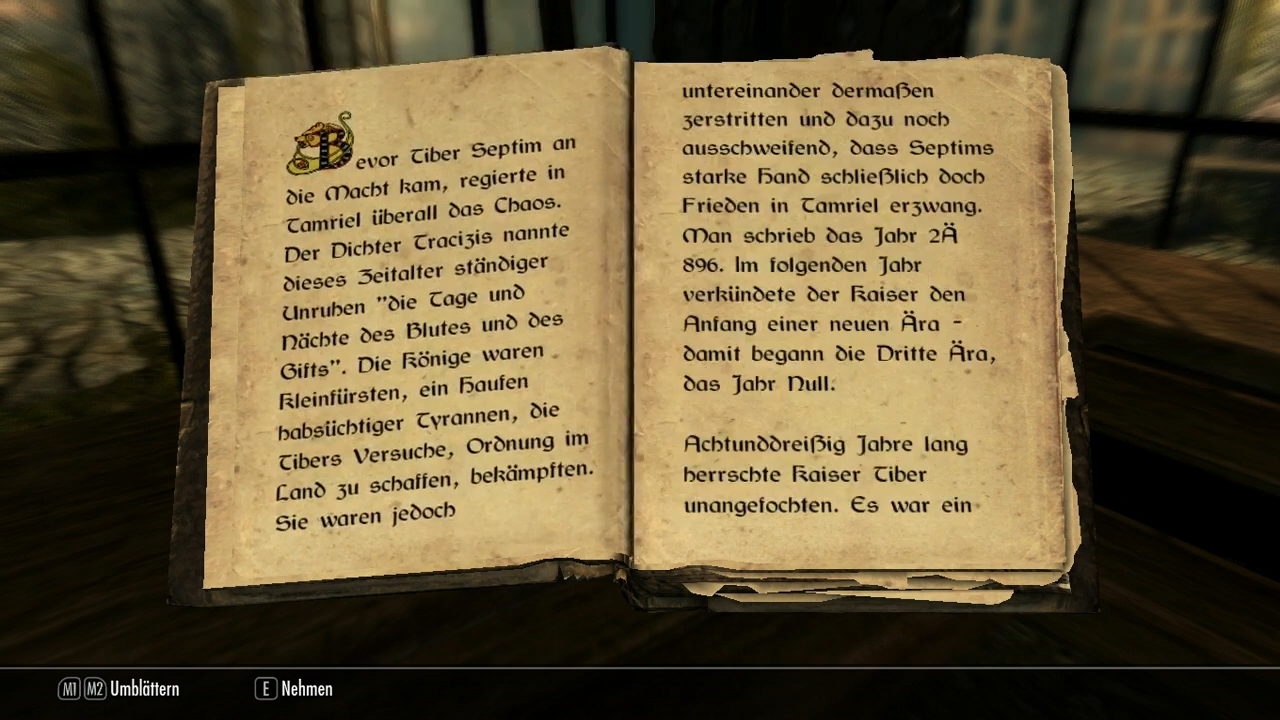 Bevor Tiber Septim an
die Macht kam, regierte in
Tamriel überall das Chaos.
Der Dichter Tracizis nannte
dieses Zeitalter ständiger
Unruhen "die Tage und
Nächte des Blutes und des
Gifts". Die Könige waren
Kleinfürsten, ein Haufen
habsüchtiger Tyrannen, die
Tibers Versuche, Ordnung im
Land zu schaffen, bekämpften.
Sie waren jedoch
untereinander dermaßen
zerstritten und dazu noch
ausschweifend, dass Septims
starke Hand schließlich doch
Frieden in Tamriel erzwang.
Man schrieb das Jahr 2Ä
896. Im folgenden Jahr
verkündete der Kaiser den
Anfang einer neuen Ära -
damit begann die Dritte Ära,
das Jahr Null.
Achtunddreißig Jahre lang
herrschte Kaiser Tiber
unangefochten. Es war ein
M1 M2 Umblättern E Nehmen